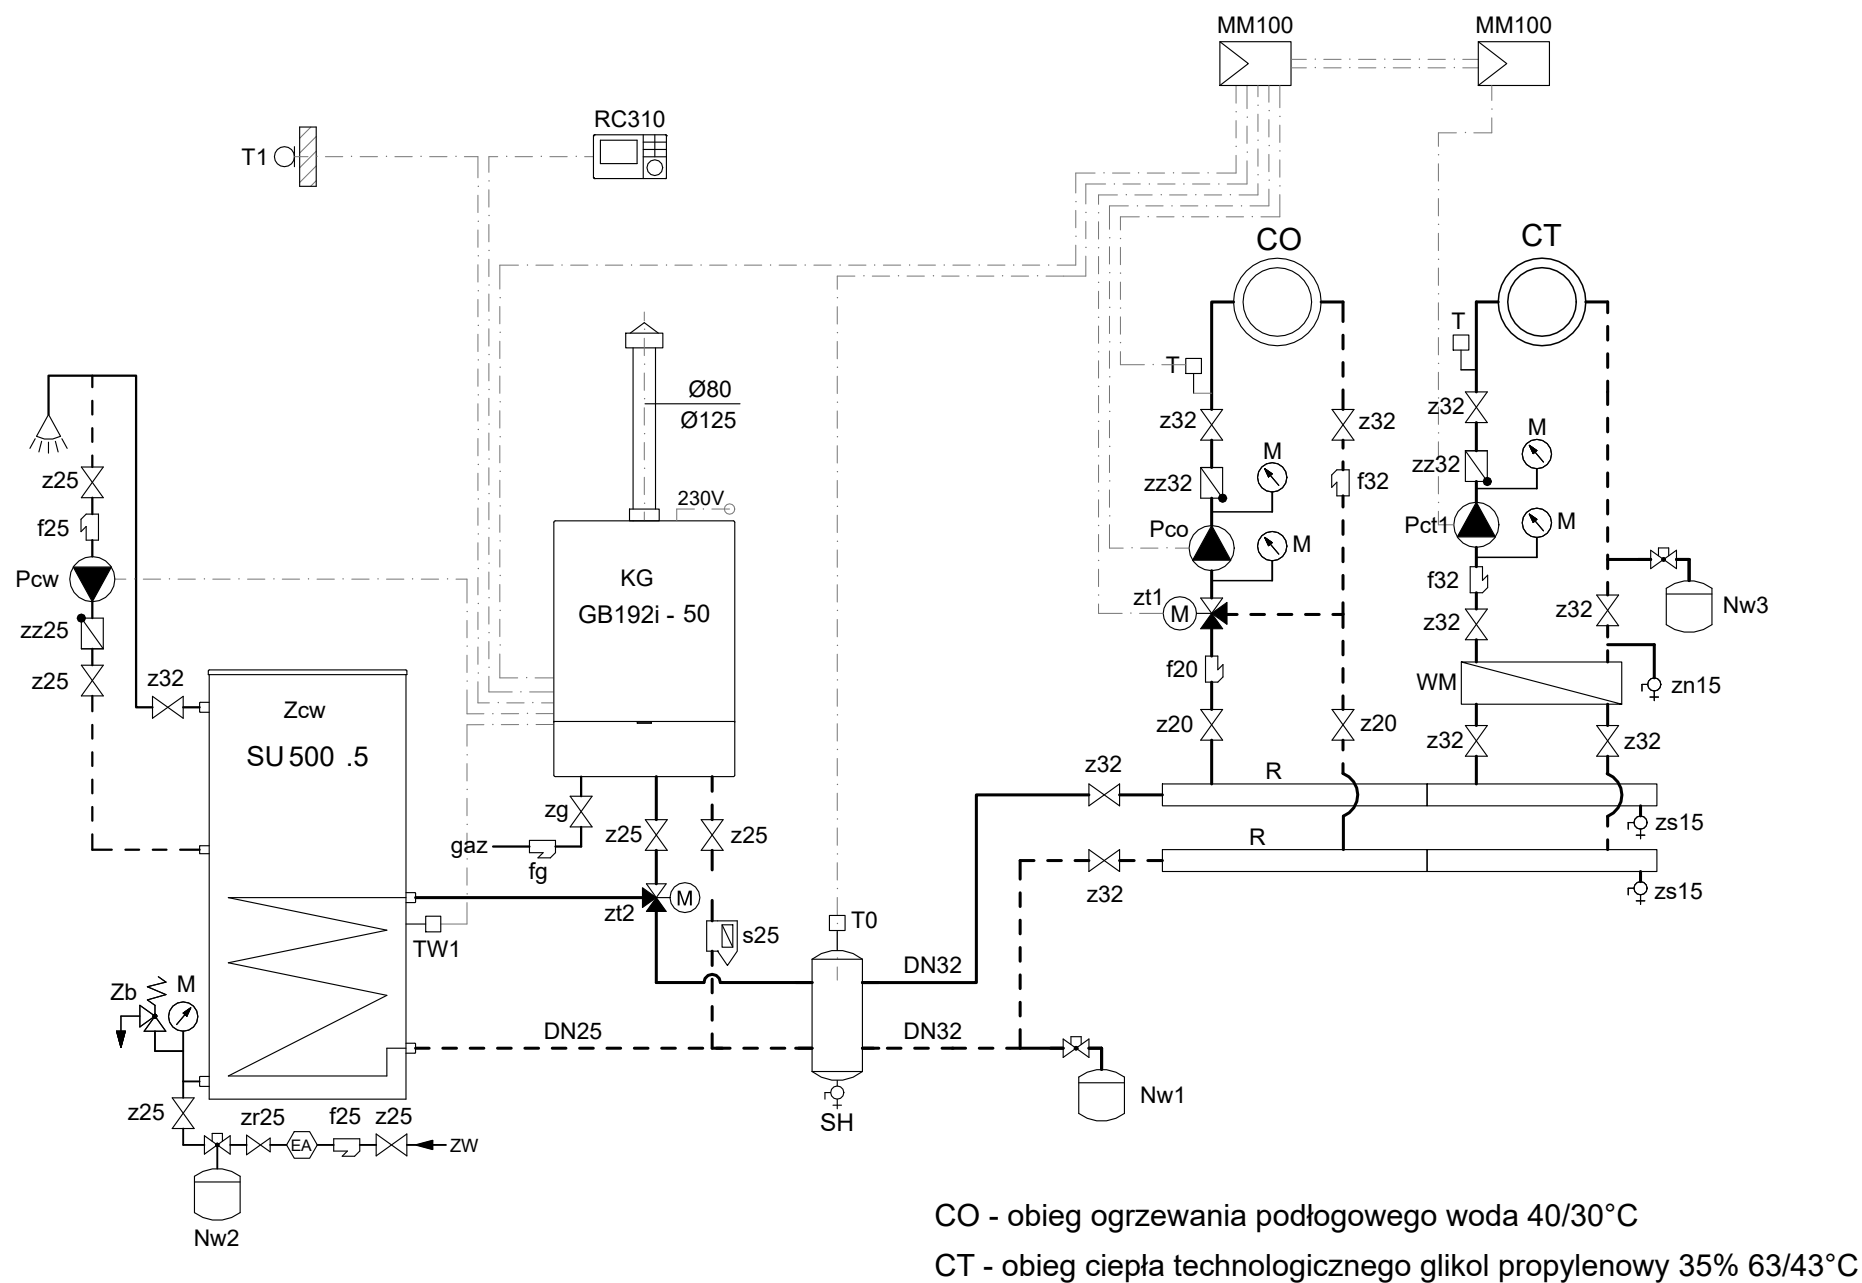 MM100
MM100
RC310
T1
CO
CT
T
T
Ø80
Ø125
z32
z32
z32
M
M
zz32
f32
zz32
z25
f25
230V
Pco
M
Pct1
M
Pcw
KG
GB192i - 50
zt1
M
f32
z32
z32
Nw3
zz25
z25
z32
f20
WM
zn15
Zcw
SU 500 .5
z20
z20
z32
z32
z32
R
zg
gaz
fg
z25
z25
zs15
R
z32
zs15
zt2
M
T0
s25
TW1
DN32
Zb
M
DN25
DN32
Nw1
z25
zr25
f25
z25
SH
EA
ZW
Nw2
CO - obieg ogrzewania podłogowego woda 40/30°C
CT - obieg ciepła technologicznego glikol propylenowy 35% 63/43°C